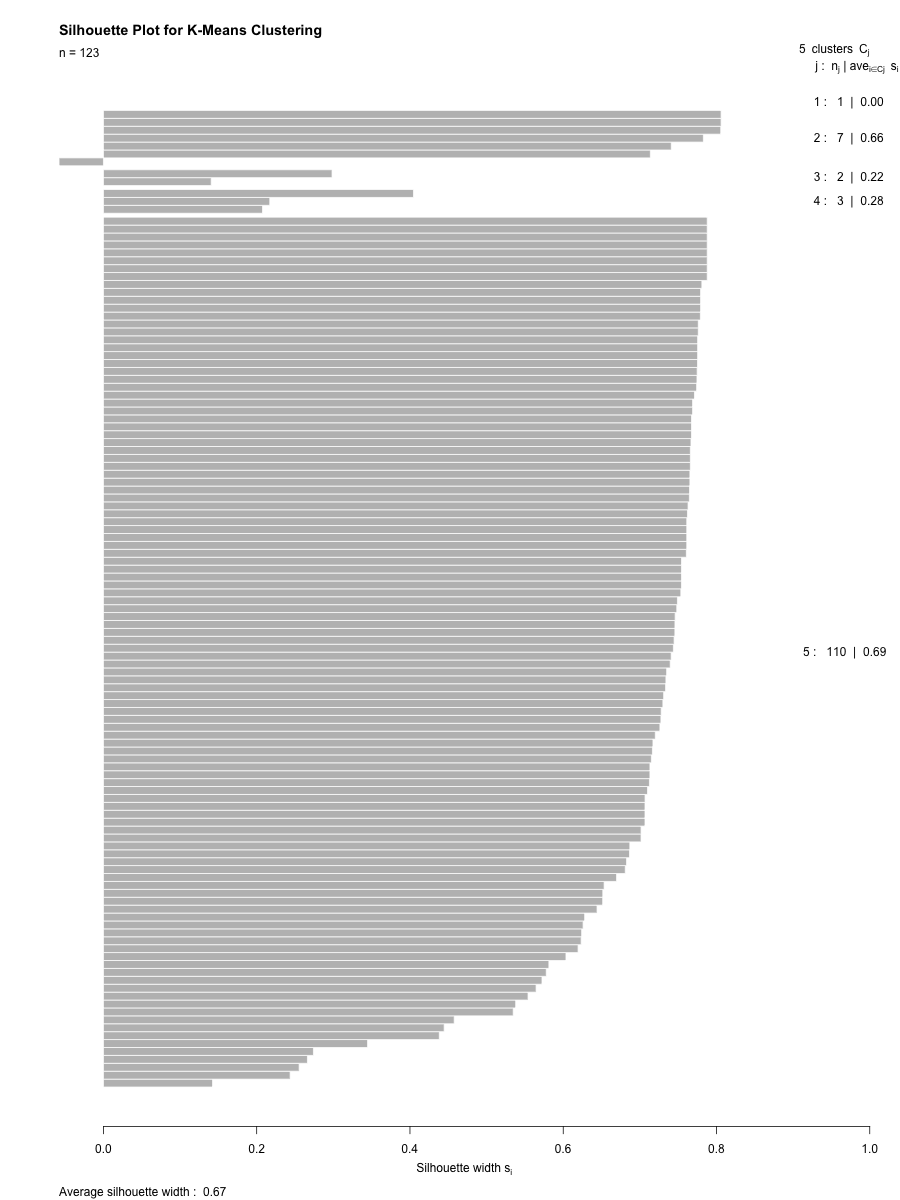 Silhouette Plot for K-Means Clustering
n = 123
5 clusters Cj
j : nj | avei∈Cj si
1 : 1 | 0.00
2 : 7 | 0.66
3 : 2 | 0.22
4 : 3 | 0.28
5 : 110 | 0.69
0.0 0.2 0.4 0.6 0.8 1.0
Silhouette width si
Average silhouette width : 0.67